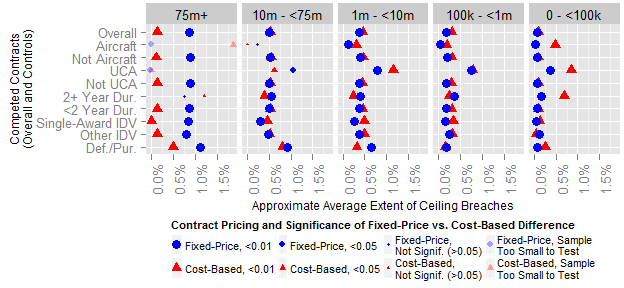 75m+ 10m - <75m 1m - <10m 100k - <1m 0 - <100k
Competed Contracts
(Overall and Controls)
Overall
Aircraft
Not Aircraft
UCA
Not UCA
2+ Year Dur.
<2 Year Dur.
Single-Award IDV
Other IDV
Def./Pur.
0.0% 0.5% 1.0% 1.5% 0.0% 0.5% 1.0% 1.5% 0.0% 0.5% 1.0% 1.5% 0.0% 0.5% 1.0% 1.5% 0.0% 0.5% 1.0% 1.5%
Approximate Average Extent of Ceiling Breaches
Contract Pricing and Significance of Fixed-Price vs. Cost-Based Difference
Fixed-Price, <0.01
Cost-Based, <0.01
Fixed-Price, <0.05
Cost-Based, <0.05
Fixed-Price,
Not Signif. (>0.05)
Cost-Based,
Not Signif. (>0.05)
Fixed-Price, Sample
Too Small to Test
Cost-Based, Sample
Too Small to Test